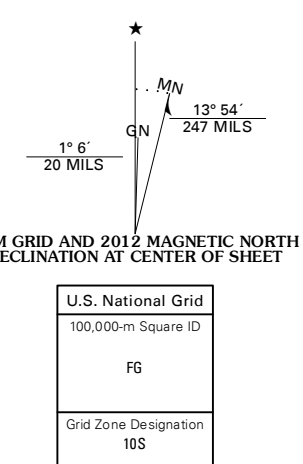 ★
MN
GN
13° 54´
247 MILS
1° 6´
20 MILS
M GRID AND 2012 MAGNETIC NORTH
ECLINATION AT CENTER OF SHEET
U.S. National Grid
100,000-m Square ID
FG
Grid Zone Designation
10S